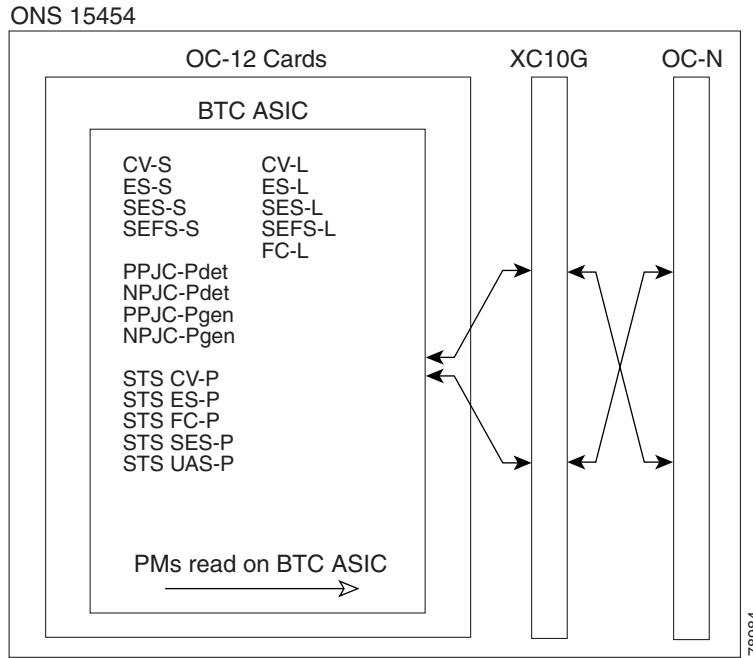 ONS 15454
OC-12 Cards
XC10G
OC-N
BTC ASIC
CV-S
ES-S
SES-S
SEFS-S
CV-L
ES-L
SES-L
SEFS-L
FC-L
PPJC-Pdet
NPJC-Pdet
PPJC-Pgen
NPJC-Pgen
STS CV-P
STS ES-P
STS FC-P
STS SES-P
STS UAS-P
PMs read on BTC ASIC
78984